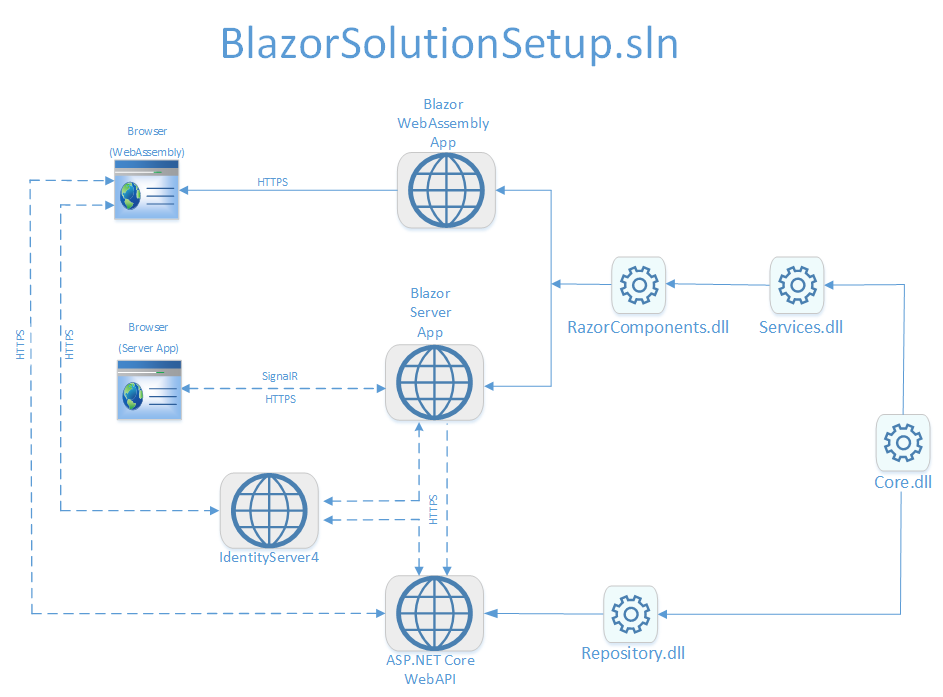 BlazorSolutionSetup.sln
Blazor
WebAssembly
App
Browser
(WebAssembly)
HTTPS
Blazor
Server
App
RazorComponents.dll
Services.dll
Browser
(Server App)
HTTPS
HTTPS
SignalR
HTTPS
Core.dll
HTTPS
IdentityServer4
ASP.NET Core
WebAPI
Repository.dll